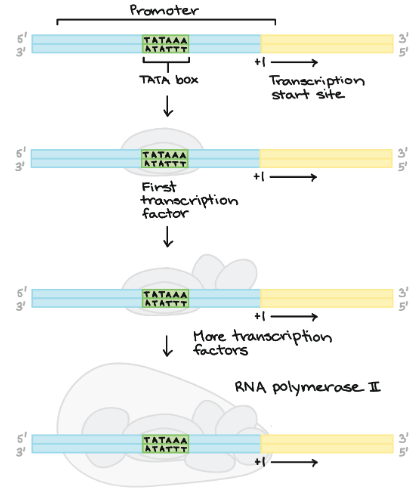 Promoter
5' TATAAA 3'
3' ATATTT 5'
TATA box
+1
Transcription
start site
5' TATAAA 3'
3' ATATTT 5'
+1
First
transcription
factor
5' TATAAA 3'
3' ATATTT 5'
+1
More transcription
factors
RNA polymerase II
5' TATAAA 3'
3' ATATTT 5'
+1